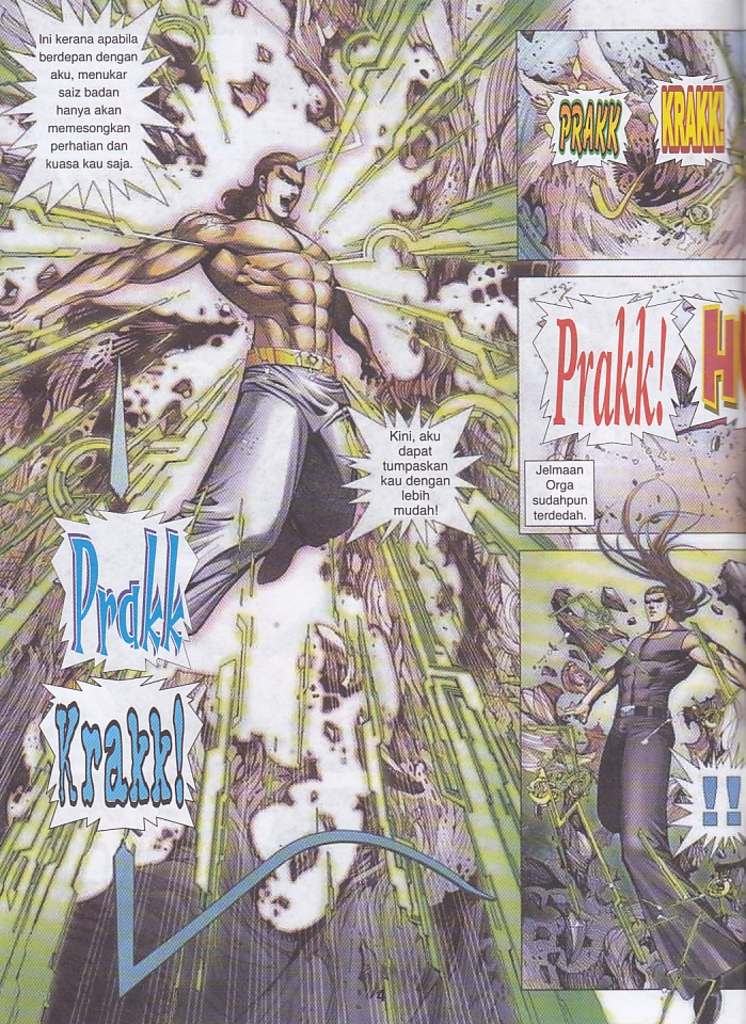 Ini kerana apabila
berdepan dengan
aku, menukar
saiz badan
hanya akan
memesongkan
perhatian dan
kuasa kau saja.
PRAKK
KRAKK!
Prakk!
Kini, aku
dapat
tumpaskan
kau dengan
lebih
mudah!
Jelmaan
Orga
sudahpun
terdedah.
Prakk
Krakk!
!!